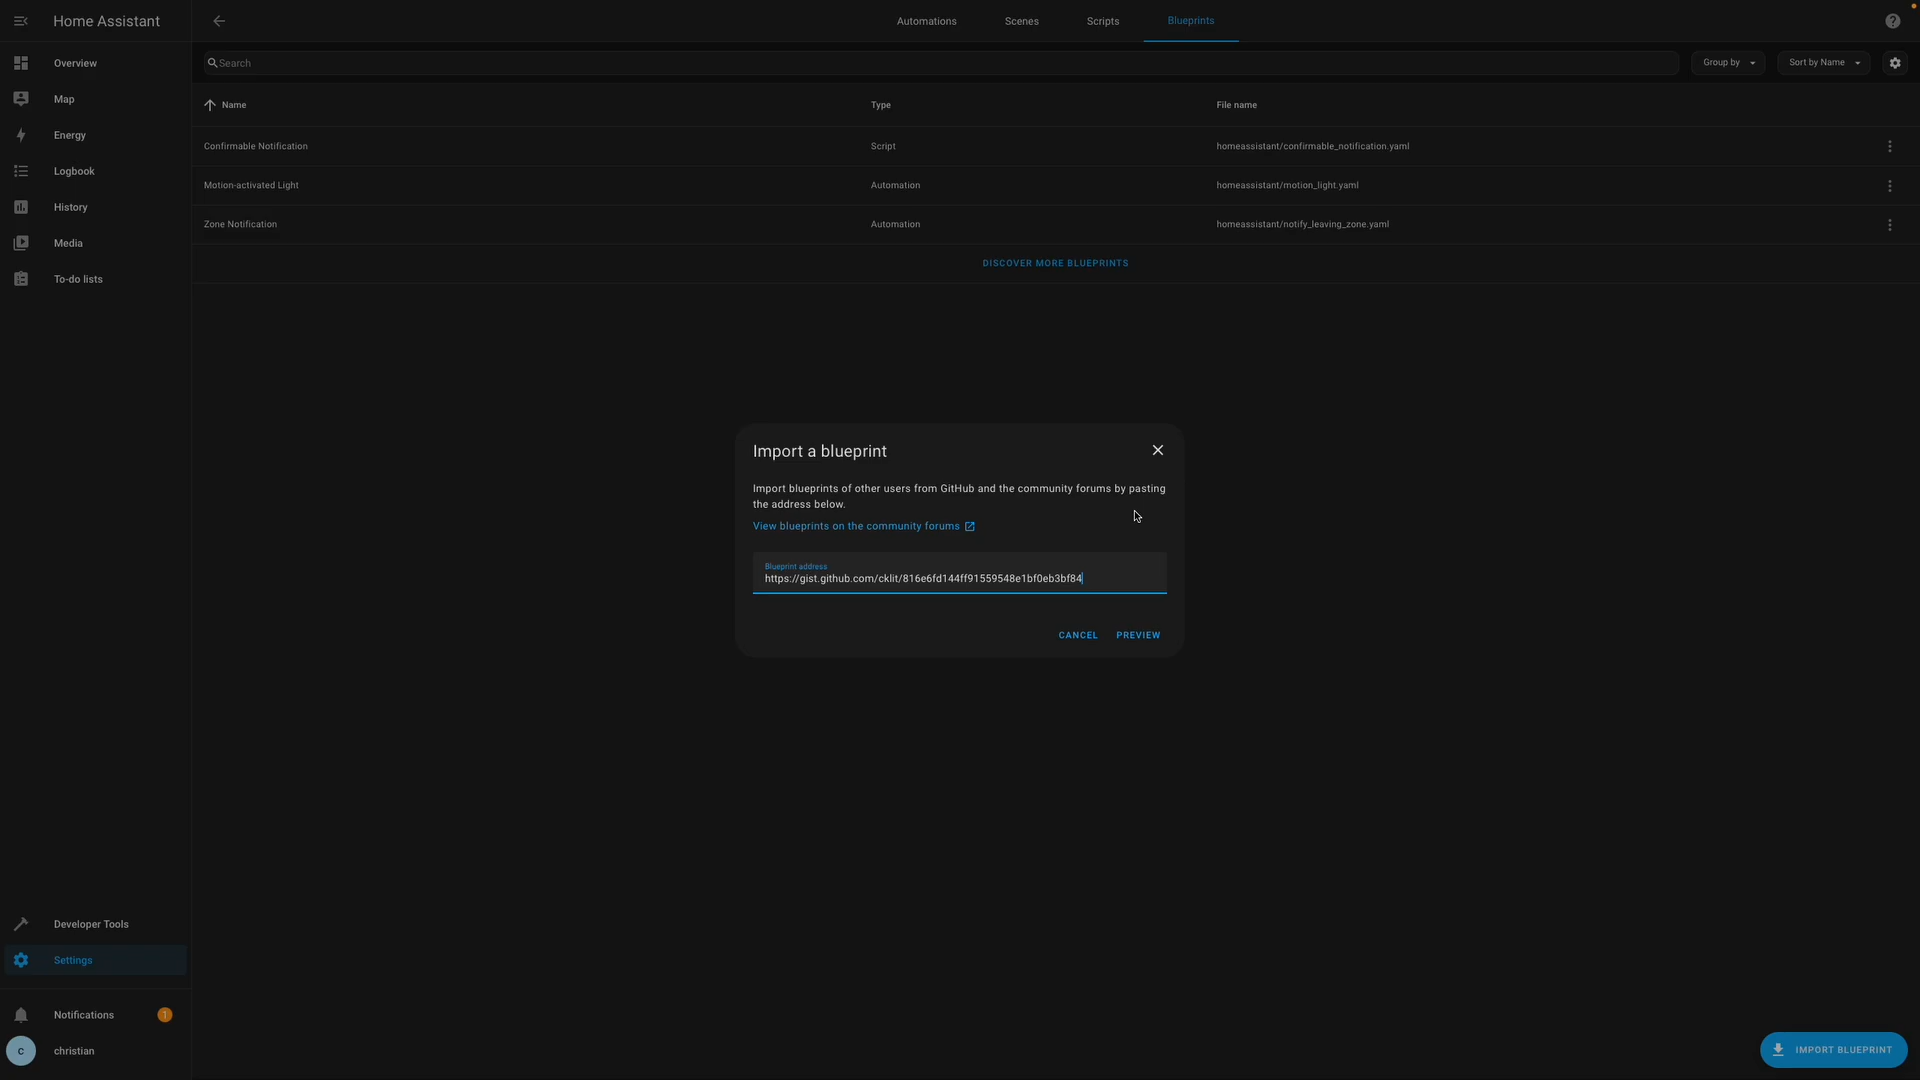 Home Assistant
Automations
Scenes
Scripts
Blueprints
Overview
Map
Energy
Logbook
History
Media
To-do lists
Developer Tools
Settings
Notifications
1
c
christian
Search
Group by
Sort by Name
Name
Type
File name
Confirmable Notification
Script
homeassistant/confirmable_notification.yaml
Motion-activated Light
Automation
homeassistant/motion_light.yaml
Zone Notification
Automation
homeassistant/notify_leaving_zone.yaml
DISCOVER MORE BLUEPRINTS
Import a blueprint
Import blueprints of other users from GitHub and the community forums by pasting
the address below.
View blueprints on the community forums
Blueprint address
https://gist.github.com/cklit/816e6fd144ff91559548e1bf0eb3bf84
CANCEL
PREVIEW
IMPORT BLUEPRINT